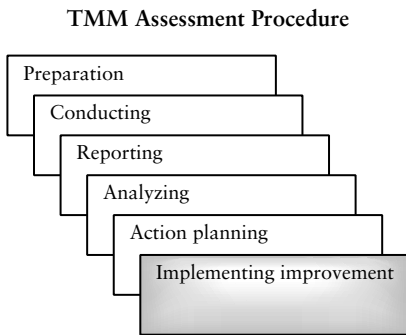 TMM Assessment Procedure
Preparation
Conducting
Reporting
Analyzing
Action planning
Implementing improvement